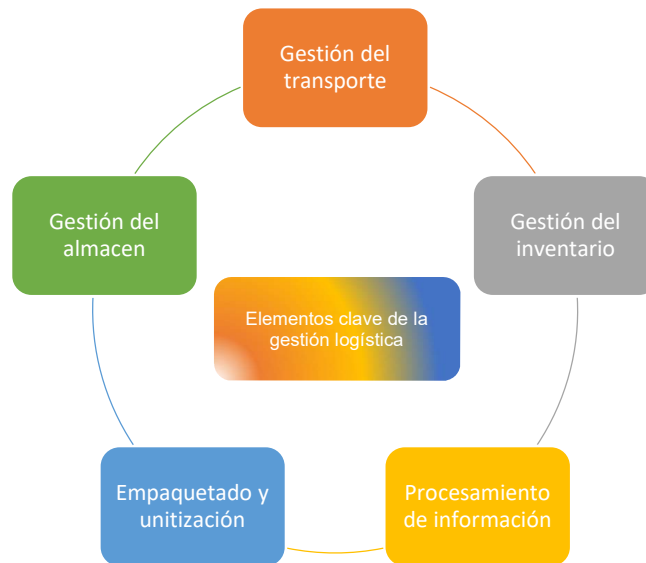 Gestión del
transporte
Gestión del
almacen
Gestión del
inventario
Elementos clave de la
gestión logística
Empaquetado y
unitización
Procesamiento
de información